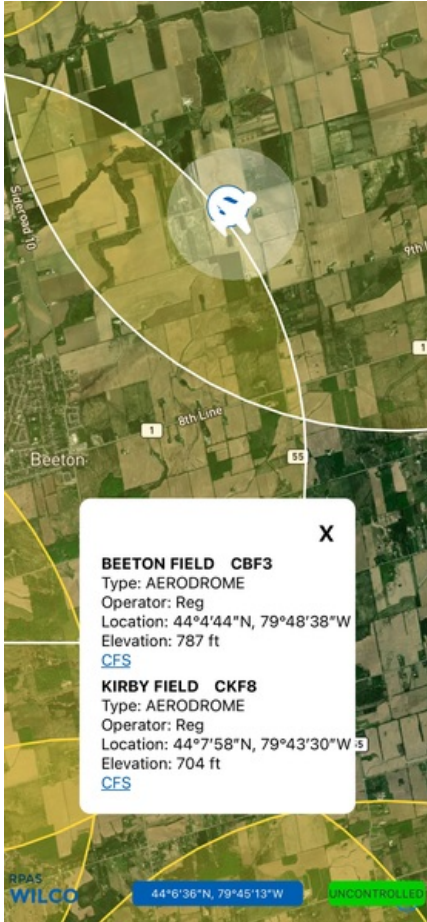 Sideroad 10
9th
1
8th Line
1
55
Beeton
X
BEETON FIELD CBF3
Type: AERODROME
Operator: Reg
Location: 44°4'44"N, 79°48'38"W
Elevation: 787 ft
CFS
KIRBY FIELD CKF8
Type: AERODROME
Operator: Reg
Location: 44°7'58"N, 79°43'30"W
Elevation: 704 ft
CFS
RPAS
WILCO
44°6'36"N, 79°45'13"W
UNCONTROLLED